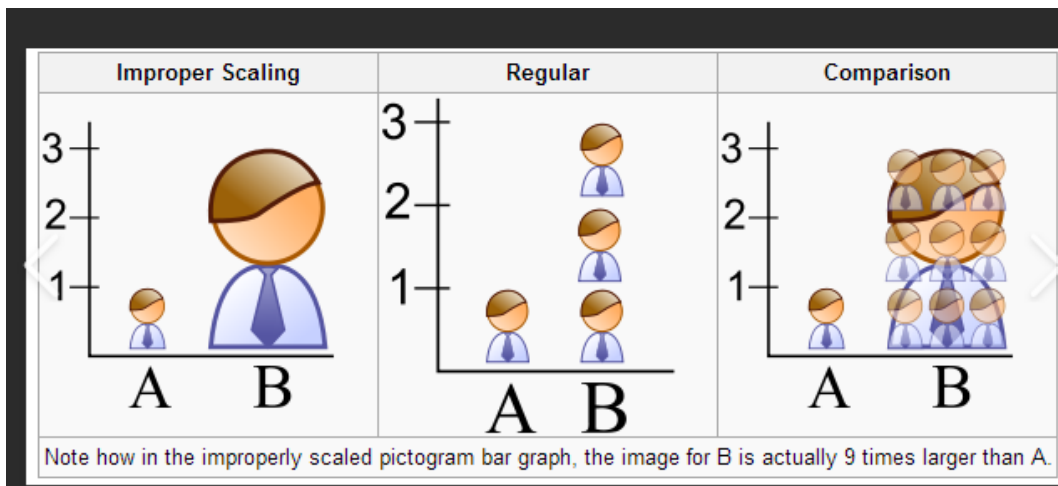 Improper Scaling
Regular
Comparison
3
2
1
A B
3
2
1
A B
3
2
1
A B
Note how in the improperly scaled pictogram bar graph, the image for B is actually 9 times larger than A.